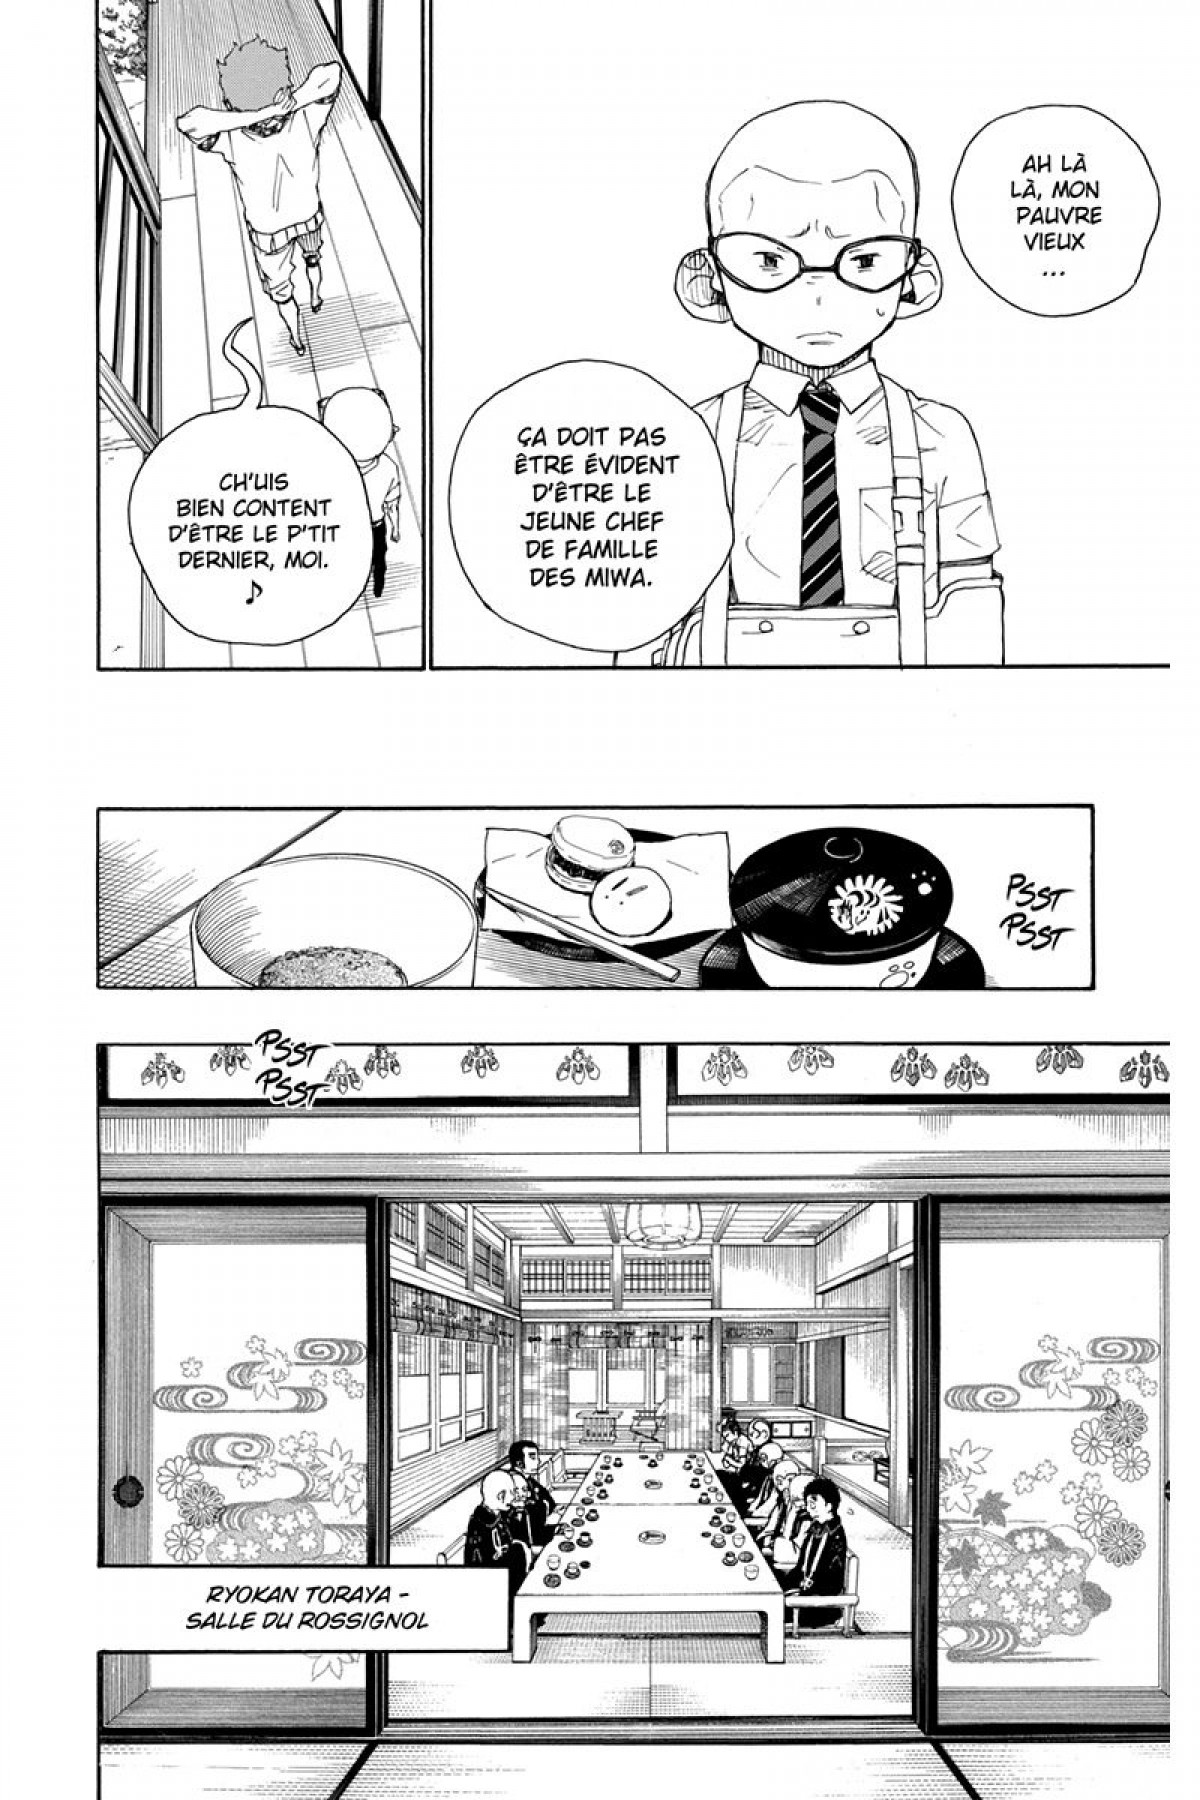 AH LÀ
LÀ, MON
PAUVRE
VIEUX
...
ÇA DOIT PAS
ÊTRE ÉVIDENT
D'ÊTRE LE
JEUNE CHEF
DE FAMILLE
DES MIWA.
CH'UIS
BIEN CONTENT
D'ÊTRE LE P'TIT
DERNIER, MOI.
♪
PSST
PSST
PSST
PSST
RYOKAN TORAYA -
SALLE DU ROSSIGNOL